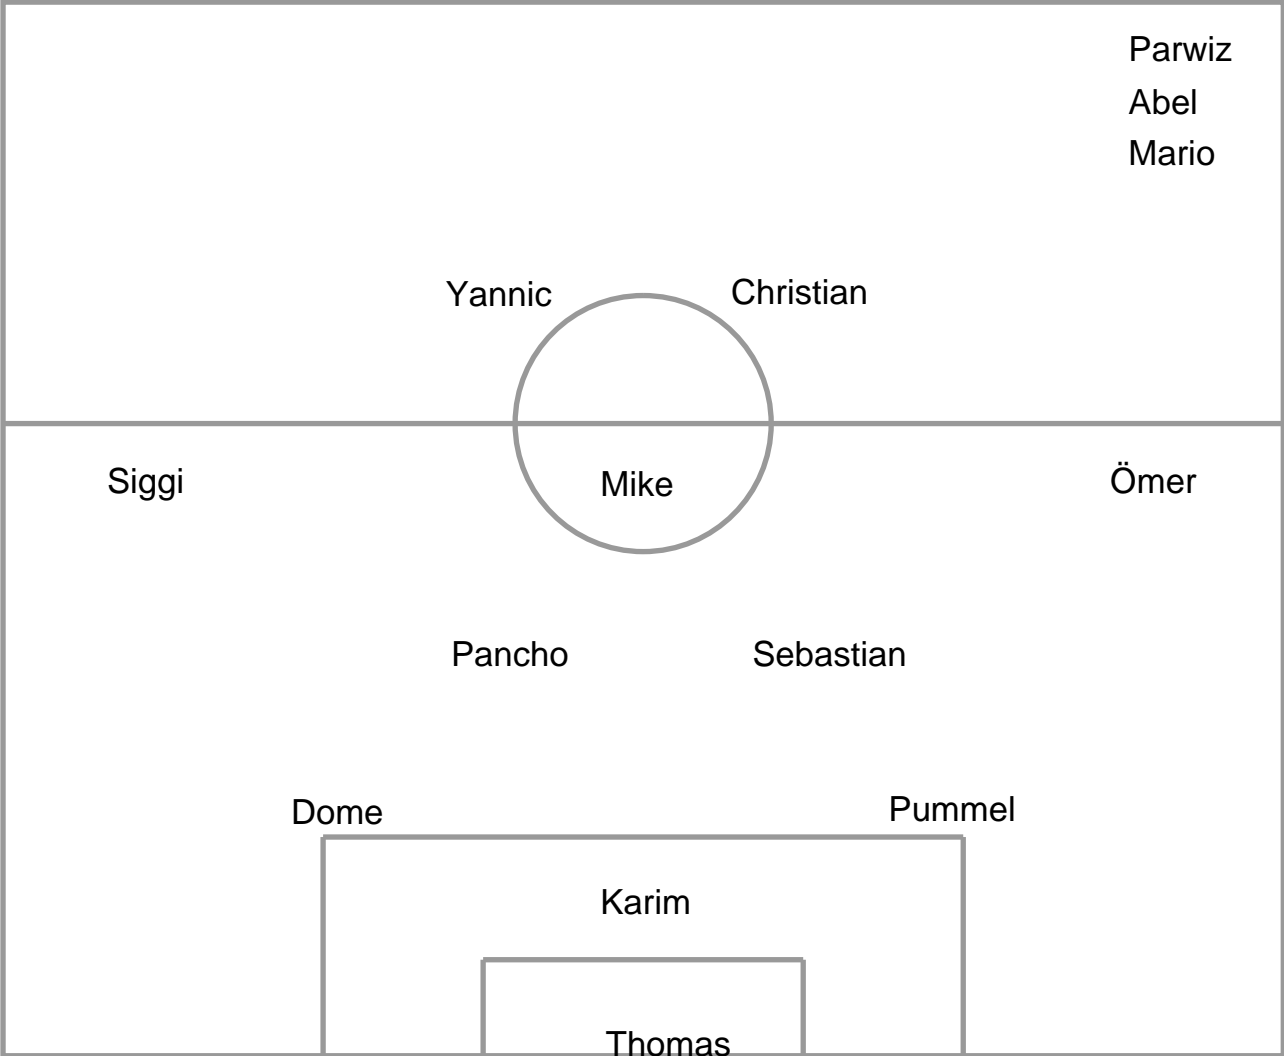 Parwiz
Abel
Mario
Yannic Christian
Siggi Mike Ömer
Pancho Sebastian
Dome Pummel
Karim
Thomas